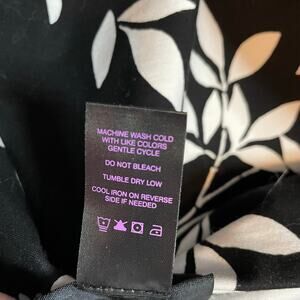 MACHINE WASH COLD
WITH LIKE COLORS
GENTLE CYCLE
DO NOT BLEACH
TUMBLE DRY LOW
COOL IRON ON REVERSE
SIDE IF NEEDED